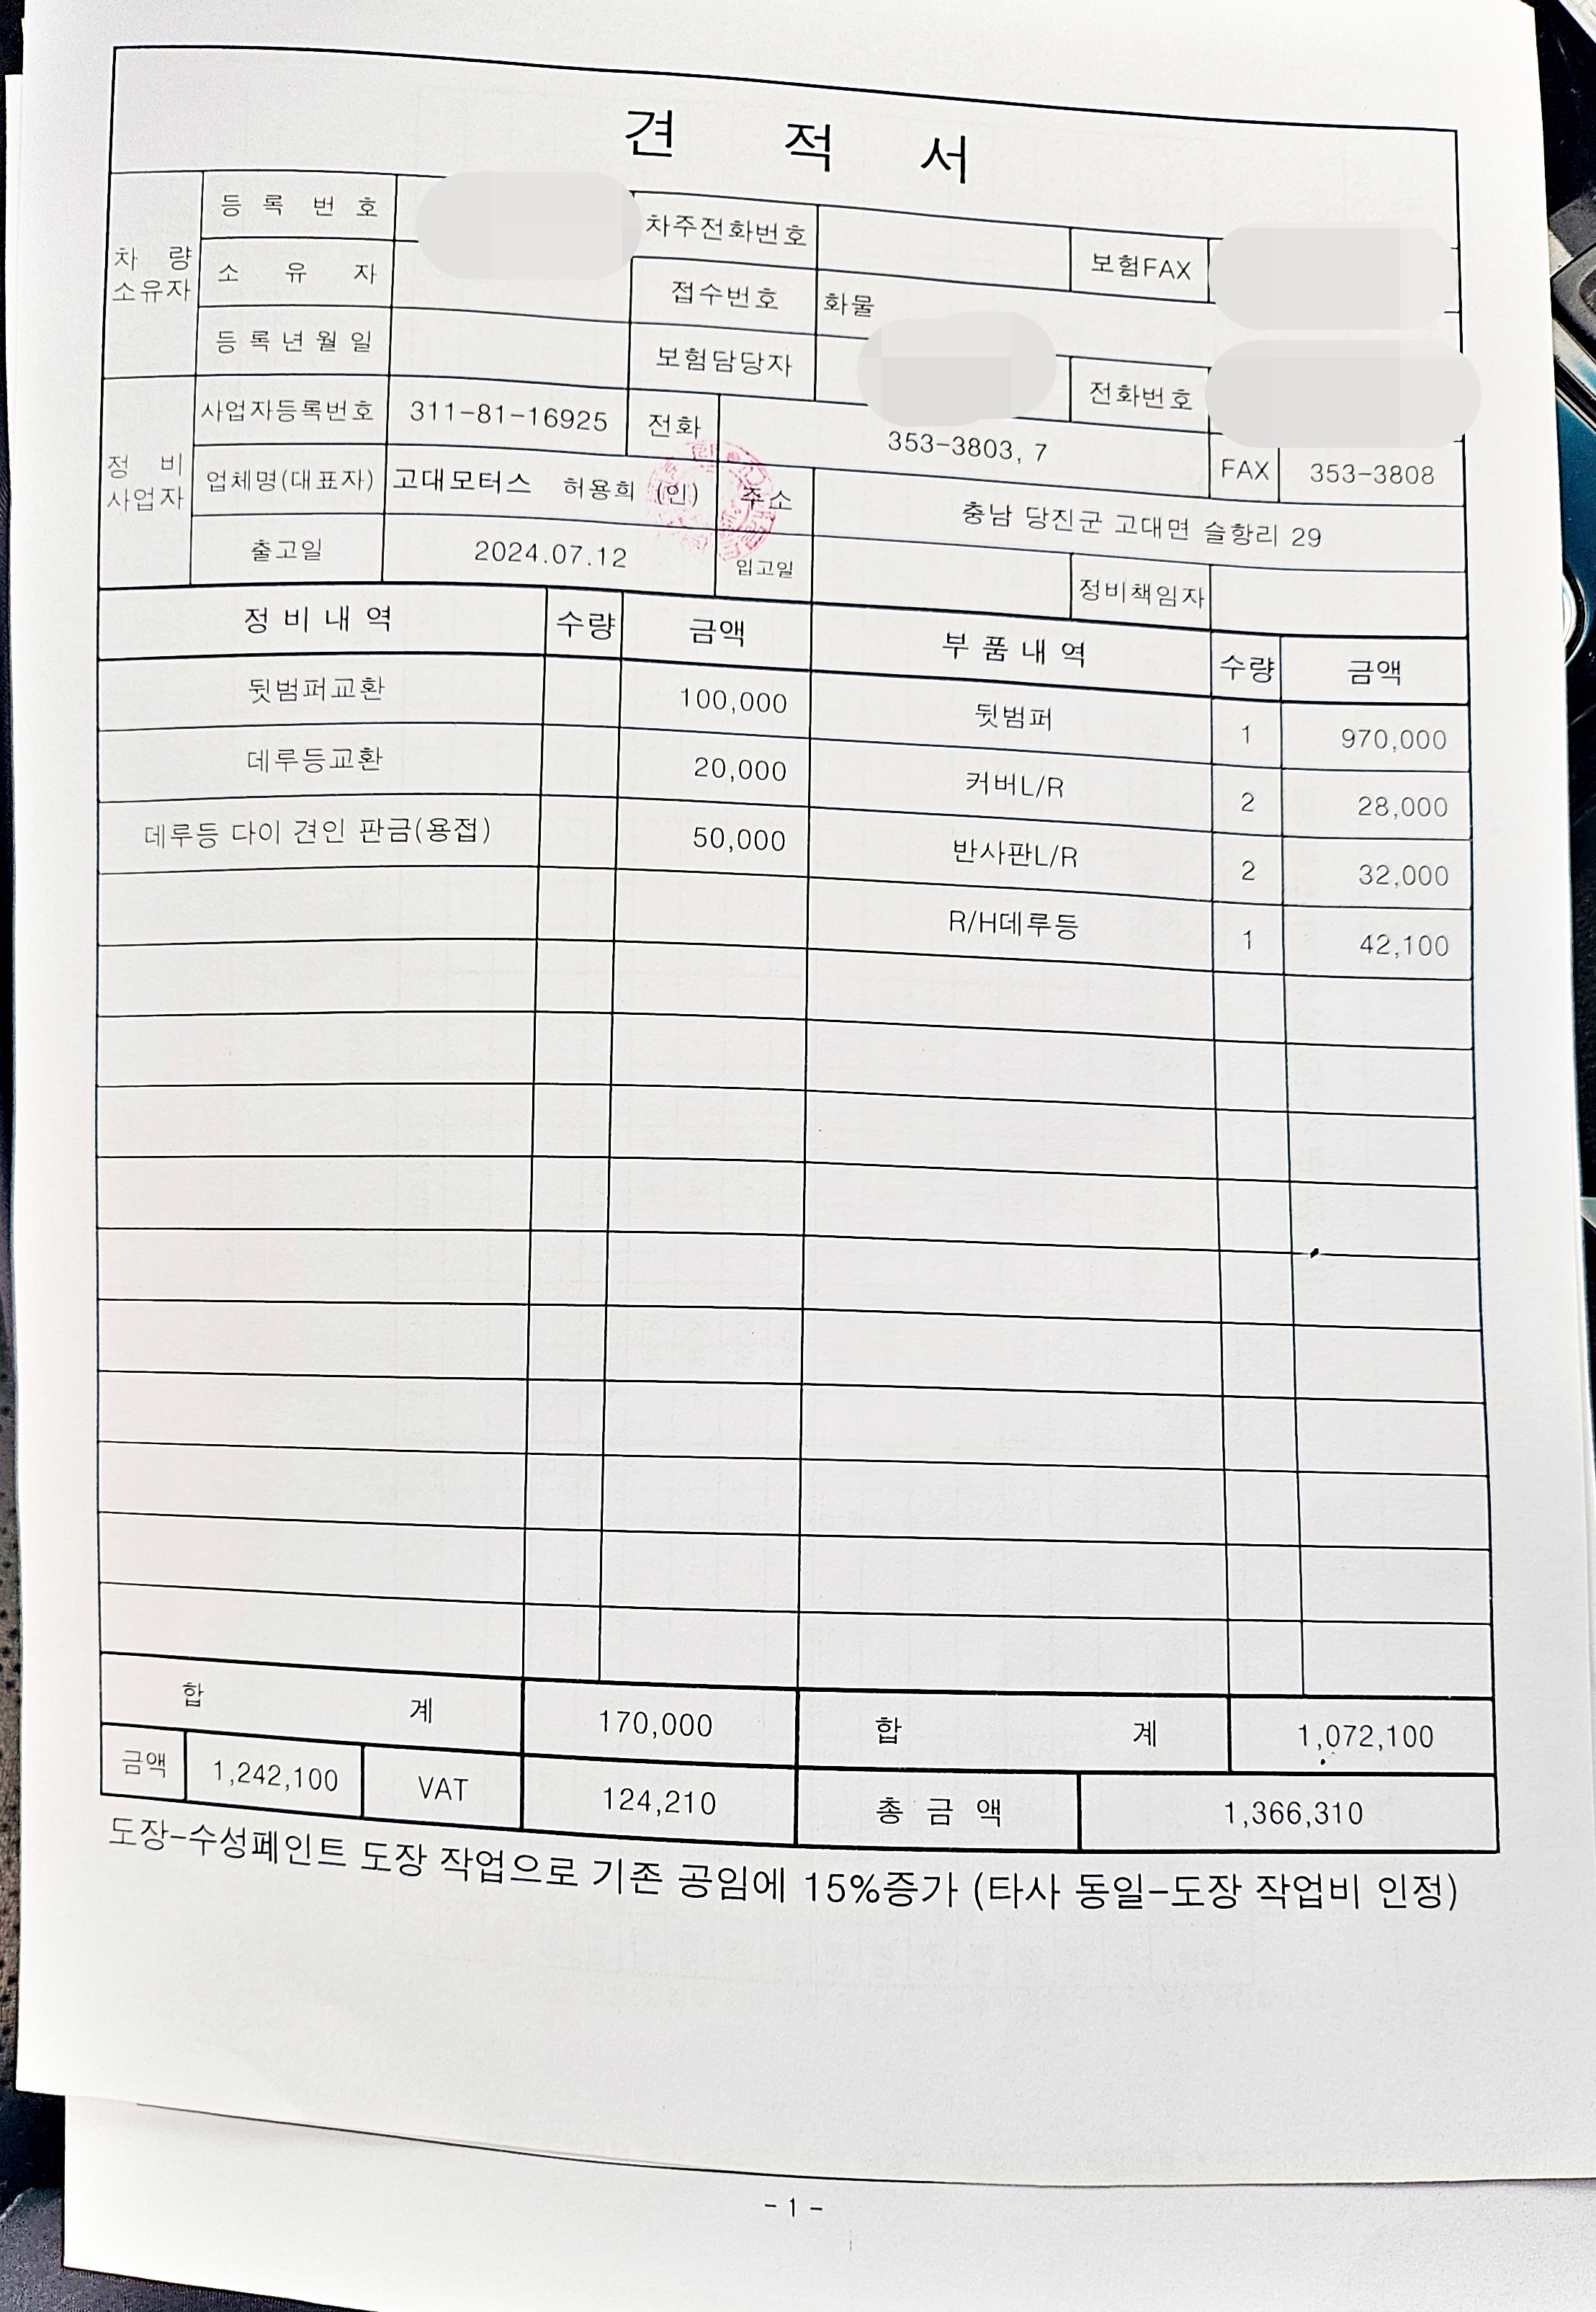 견 적 서
차 량 소유자
등 록 번 호
차주전화번호
보험FAX
소 유 자
접수번호 화물
등 록 년 월 일
보험담당자
전화번호
정 비 사업자
사업자등록번호 311-81-16925 전화 353-3803, 7 FAX 353-3808
업체명(대표자) 고대모터스 허용희 (인) 주소 충남 당진군 고대면 슬항리 29
출고일 2024.07.12 입고일 정비책임자
정 비 내 역 수량 금액 부 품 내 역 수량 금액
뒷범퍼교환 100,000 뒷범퍼 1 970,000
데루등교환 20,000 커버L/R 2 28,000
데루등 다이 견인 판금(용접) 50,000 반사판L/R 2 32,000
R/H데루등 1 42,100
합 계 170,000 합 계 1,072,100
금액 1,242,100 VAT 124,210 총 금 액 1,366,310
도장-수성페인트 도장 작업으로 기존 공임에 15%증가 (타사 동일-도장 작업비 인정)
- 1 -